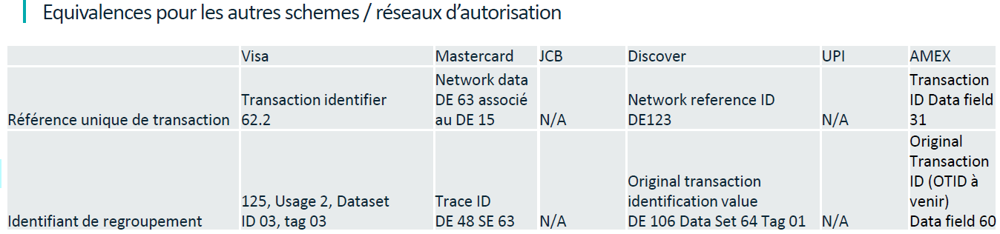 Equivalences pour les autres schemes / réseaux d’autorisation
Visa Mastercard JCB Discover UPI AMEX
Référence unique de transaction
Transaction identifier
62.2
Network data
DE 63 associé
au DE 15
N/A
Network reference ID
DE123
N/A
Transaction
ID Data field
31
Identifiant de regroupement
125, Usage 2, Dataset
ID 03, tag 03
Trace ID
DE 48 SE 63
N/A
Original transaction
identification value
DE 106 Data Set 64 Tag 01
N/A
Original
Transaction
ID (OTID à
venir)
Data field 60